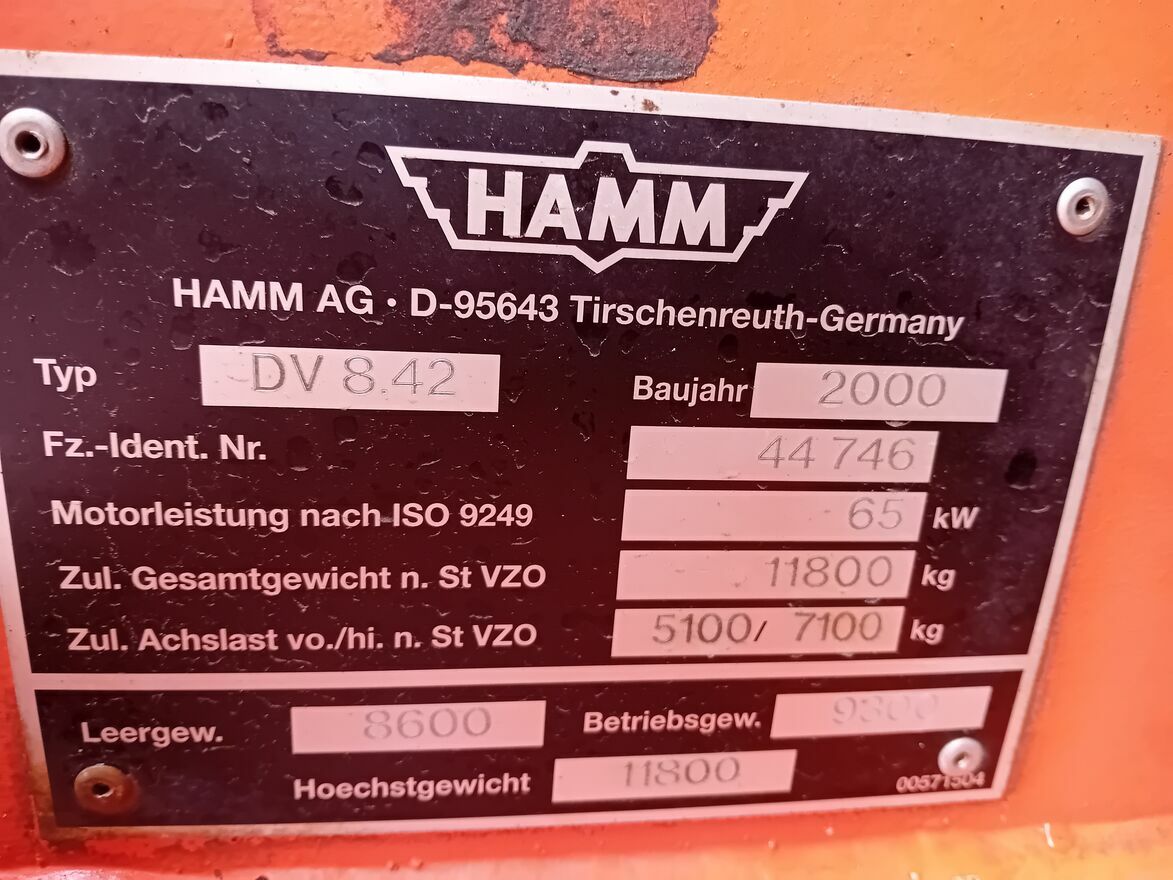 HAMM
HAMM AG · D-95643 Tirschenreuth-Germany
Typ DV 8.42 Baujahr 2000
Fz.-Ident. Nr. 44 746
Motorleistung nach ISO 9249 65 kW
Zul. Gesamtgewicht n. St VZO 11800 kg
Zul. Achslast vo./hi. n. St VZO 5100/ 7100 kg
Leergew. 8600 Betriebsgew. 9300
Hoechstgewicht 11800
00571504